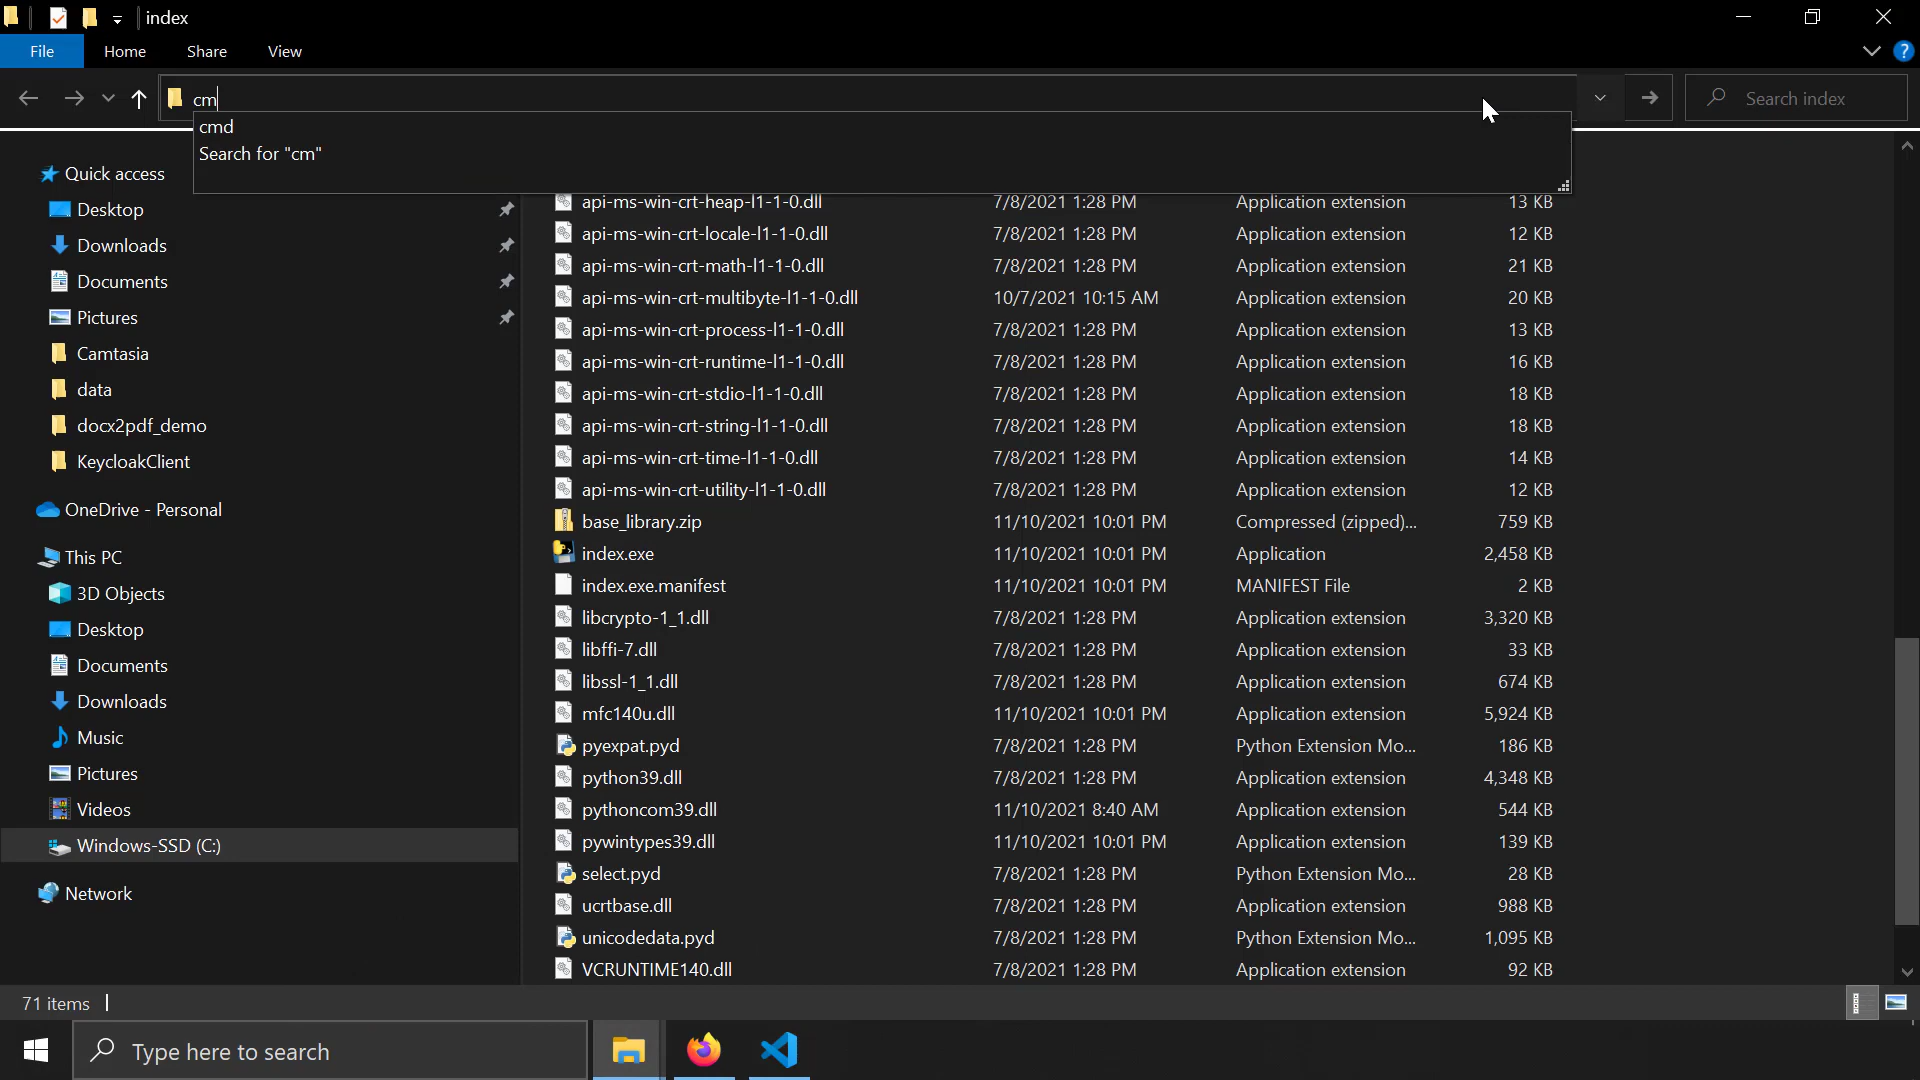 index
File Home Share View
cm
Search index
cmd
Search for "cm"
Quick access
Desktop
Downloads
Documents
Pictures
Camtasia
data
docx2pdf_demo
KeycloakClient
OneDrive - Personal
This PC
3D Objects
Desktop
Documents
Downloads
Music
Pictures
Videos
Windows-SSD (C:)
Network
api-ms-win-crt-heap-l1-1-0.dll 7/8/2021 1:28 PM Application extension 13 KB
api-ms-win-crt-locale-l1-1-0.dll 7/8/2021 1:28 PM Application extension 12 KB
api-ms-win-crt-math-l1-1-0.dll 7/8/2021 1:28 PM Application extension 21 KB
api-ms-win-crt-multibyte-l1-1-0.dll 10/7/2021 10:15 AM Application extension 20 KB
api-ms-win-crt-process-l1-1-0.dll 7/8/2021 1:28 PM Application extension 13 KB
api-ms-win-crt-runtime-l1-1-0.dll 7/8/2021 1:28 PM Application extension 16 KB
api-ms-win-crt-stdio-l1-1-0.dll 7/8/2021 1:28 PM Application extension 18 KB
api-ms-win-crt-string-l1-1-0.dll 7/8/2021 1:28 PM Application extension 18 KB
api-ms-win-crt-time-l1-1-0.dll 7/8/2021 1:28 PM Application extension 14 KB
api-ms-win-crt-utility-l1-1-0.dll 7/8/2021 1:28 PM Application extension 12 KB
base_library.zip 11/10/2021 10:01 PM Compressed (zipped)... 759 KB
index.exe 11/10/2021 10:01 PM Application 2,458 KB
index.exe.manifest 11/10/2021 10:01 PM MANIFEST File 2 KB
libcrypto-1_1.dll 7/8/2021 1:28 PM Application extension 3,320 KB
libffi-7.dll 7/8/2021 1:28 PM Application extension 33 KB
libssl-1_1.dll 7/8/2021 1:28 PM Application extension 674 KB
mfc140u.dll 11/10/2021 10:01 PM Application extension 5,924 KB
pyexpat.pyd 7/8/2021 1:28 PM Python Extension Mo... 186 KB
python39.dll 7/8/2021 1:28 PM Application extension 4,348 KB
pythoncom39.dll 11/10/2021 8:40 AM Application extension 544 KB
pywintypes39.dll 11/10/2021 10:01 PM Application extension 139 KB
select.pyd 7/8/2021 1:28 PM Python Extension Mo... 28 KB
ucrtbase.dll 7/8/2021 1:28 PM Application extension 988 KB
unicodedata.pyd 7/8/2021 1:28 PM Python Extension Mo... 1,095 KB
VCRUNTIME140.dll 7/8/2021 1:28 PM Application extension 92 KB
71 items
Type here to search